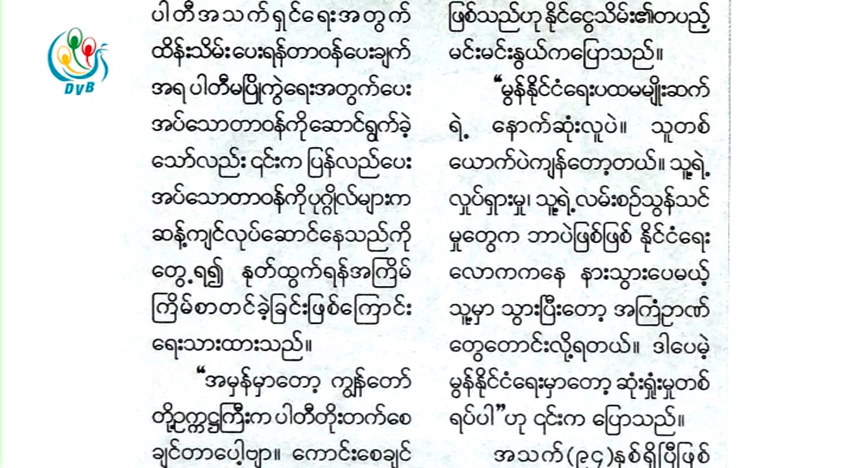 DVB
ပါတီအသက်ရှင်ရေးအတွက်
ထိန်းသိမ်းပေးရန်တာဝန်ပေးချက်
အရ ပါတီမပြိုကွဲရေးအတွက်ပေး
အပ်သောတာဝန်ကိုဆောင်ရွက်ခဲ့
သော်လည်း ၎င်းက ပြန်လည်ပေး
အပ်သောတာဝန်ကိုပုဂ္ဂိုလ်များက
ဆန့်ကျင်လုပ်ဆောင်နေသည်ကို
တွေ့ရ၍ နုတ်ထွက်ရန်အကြိမ်
ကြိမ်စာတင်ခဲ့ခြင်းဖြစ်ကြောင်း
ရေးသားထားသည်။
“အမှန်မှာတော့ ကျွန်တော်
တို့ဥက္ကဋ္ဌကြီးက ပါတီတိုးတက်စေ
ချင်တာပေါ့ဗျာ။ ကောင်းစေချင်
ဖြစ်သည်ဟု နိုင်ငွေသိမ်း၏တပည့်
မင်းမင်းနွယ်ကပြောသည်။
“မွန်နိုင်ငံရေးပထမမျိုးဆက်
ရဲ့ နောက်ဆုံးလူပဲ။ သူတစ်
ယောက်ပဲကျန်တော့တယ်။ သူ့ရဲ့
လှုပ်ရှားမှု၊ သူ့ရဲ့လမ်းစဉ်သွန်သင်
မှုတွေက ဘာပဲဖြစ်ဖြစ် နိုင်ငံရေး
လောကကနေ နားသွားပေမယ့်
သူ့မှာ သွားပြီးတော့ အကြံဉာဏ်
တွေတောင်းလို့ရတယ်။ ဒါပေမဲ့
မွန်နိုင်ငံရေးမှာတော့ ဆုံးရှုံးမှုတစ်
ရပ်ပါ”ဟု ၎င်းက ပြောသည်။
အသက်(၉၄)နှစ်ရှိပြီဖြစ်